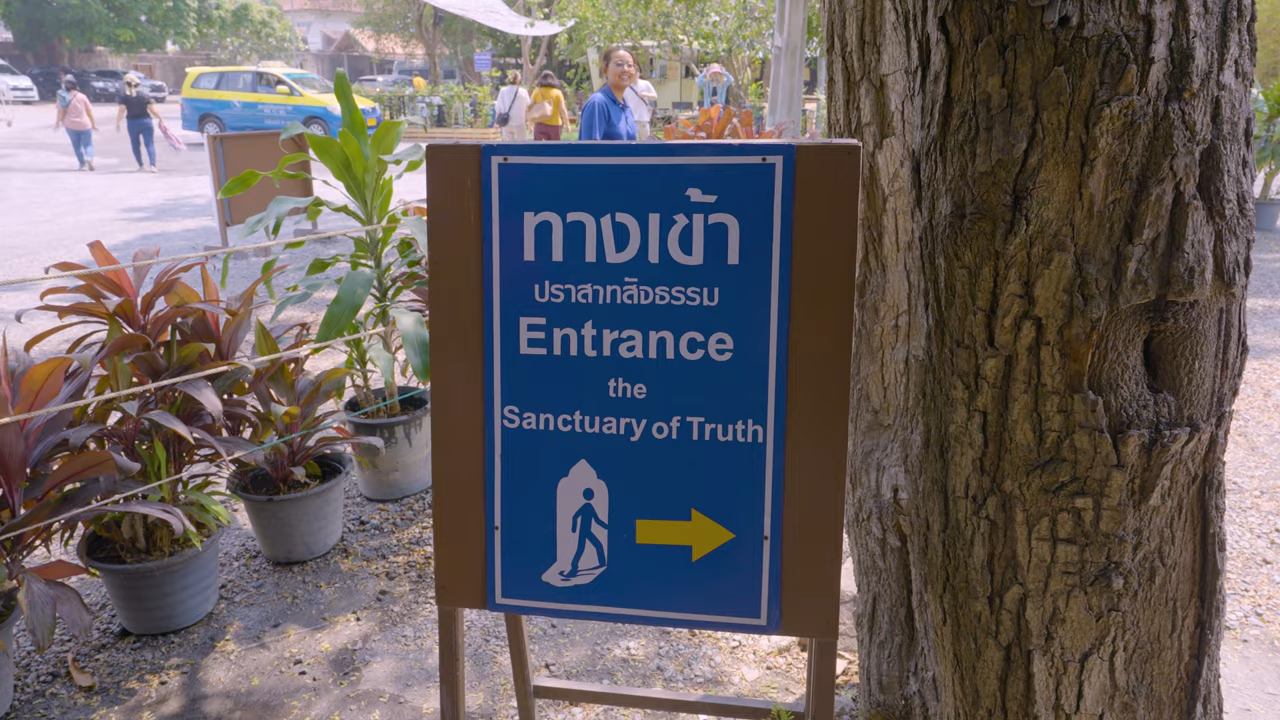 ทางเข้า
ปราสาทสัจธรรม
Entrance
the
Sanctuary of Truth